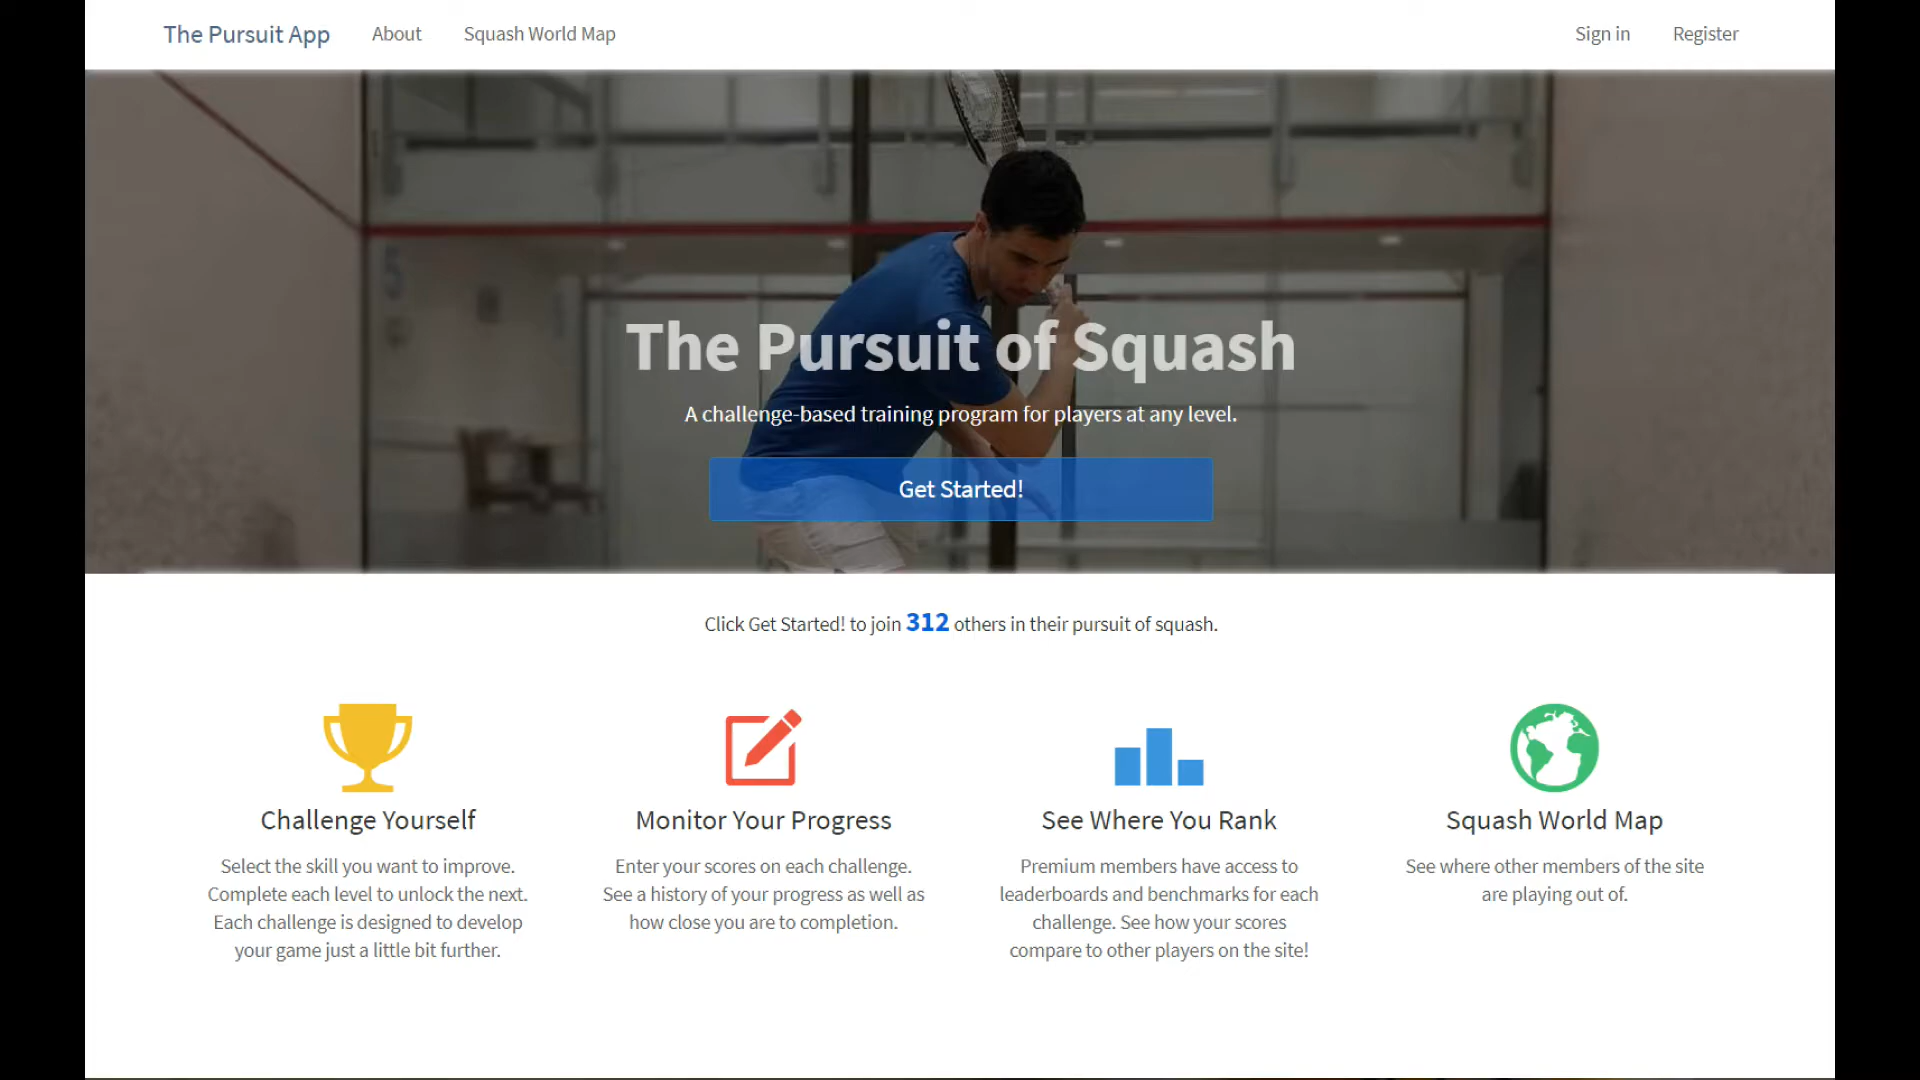 The Pursuit App
About
Squash World Map
Sign in
Register
The Pursuit of Squash
A challenge-based training program for players at any level.
Get Started!
Click Get Started! to join 312 others in their pursuit of squash.
Challenge Yourself
Select the skill you want to improve.
Complete each level to unlock the next.
Each challenge is designed to develop
your game just a little bit further.
Monitor Your Progress
Enter your scores on each challenge.
See a history of your progress as well as
how close you are to completion.
See Where You Rank
Premium members have access to
leaderboards and benchmarks for each
challenge. See how your scores
compare to other players on the site!
Squash World Map
See where other members of the site
are playing out of.